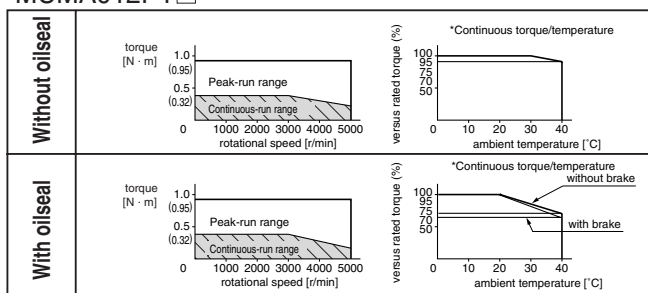 Without oilseal
torque
[N · m]
1.0
(0.95)
0.5
(0.32)
0
Peak-run range
Continuous-run range
1000 2000 3000 4000 5000
rotational speed [r/min]
*Continuous torque/temperature
versus rated torque (%)
100
95
75
70
50
0 10 20 30 40
ambient temperature [˚C]
With oilseal
torque
[N · m]
1.0
(0.95)
0.5
(0.32)
0
Peak-run range
Continuous-run range
1000 2000 3000 4000 5000
rotational speed [r/min]
*Continuous torque/temperature
without brake
with brake
versus rated torque (%)
100
95
75
70
50
0 10 20 30 40
ambient temperature [˚C]